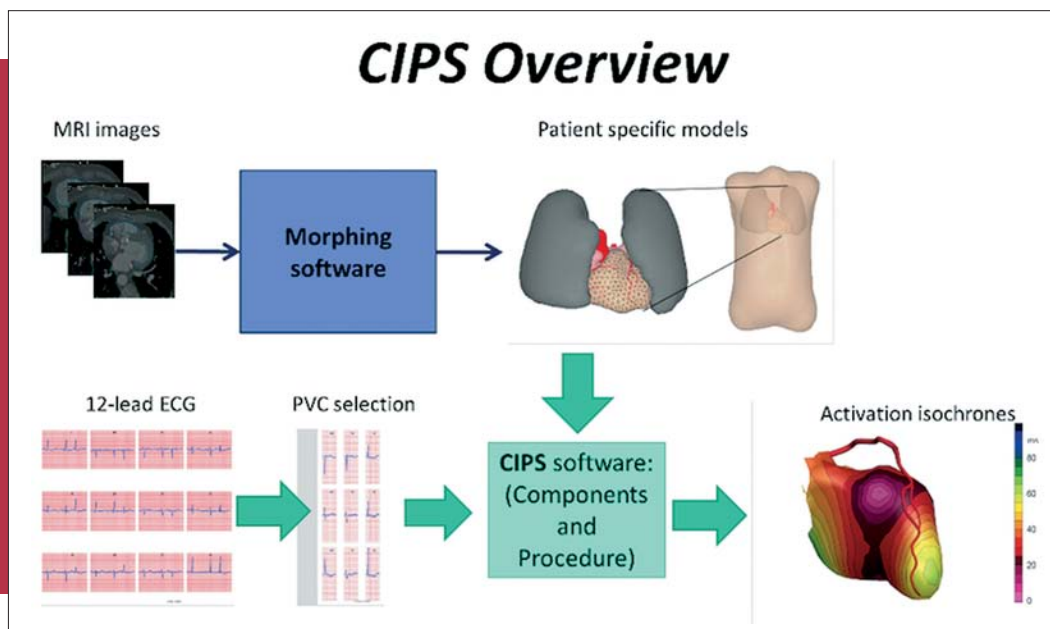 CIPS Overview
MRI images
Patient specific models
Morphing
software
12-lead ECG
PVC selection
Activation isochrones
CIPS software:
(Components
and
Procedure)
ms
80
60
40
20
0